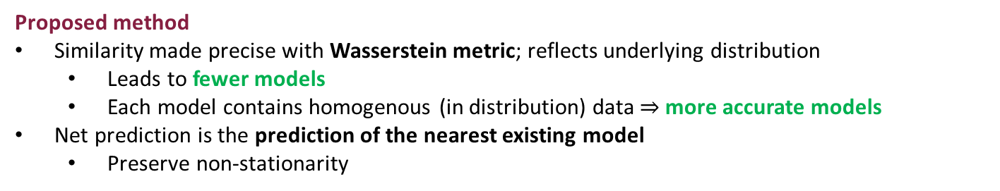 Proposed method
• Similarity made precise with Wasserstein metric; reflects underlying distribution
• Leads to fewer models
• Each model contains homogenous (in distribution) data ⇒ more accurate models
• Net prediction is the prediction of the nearest existing model
• Preserve non-stationarity